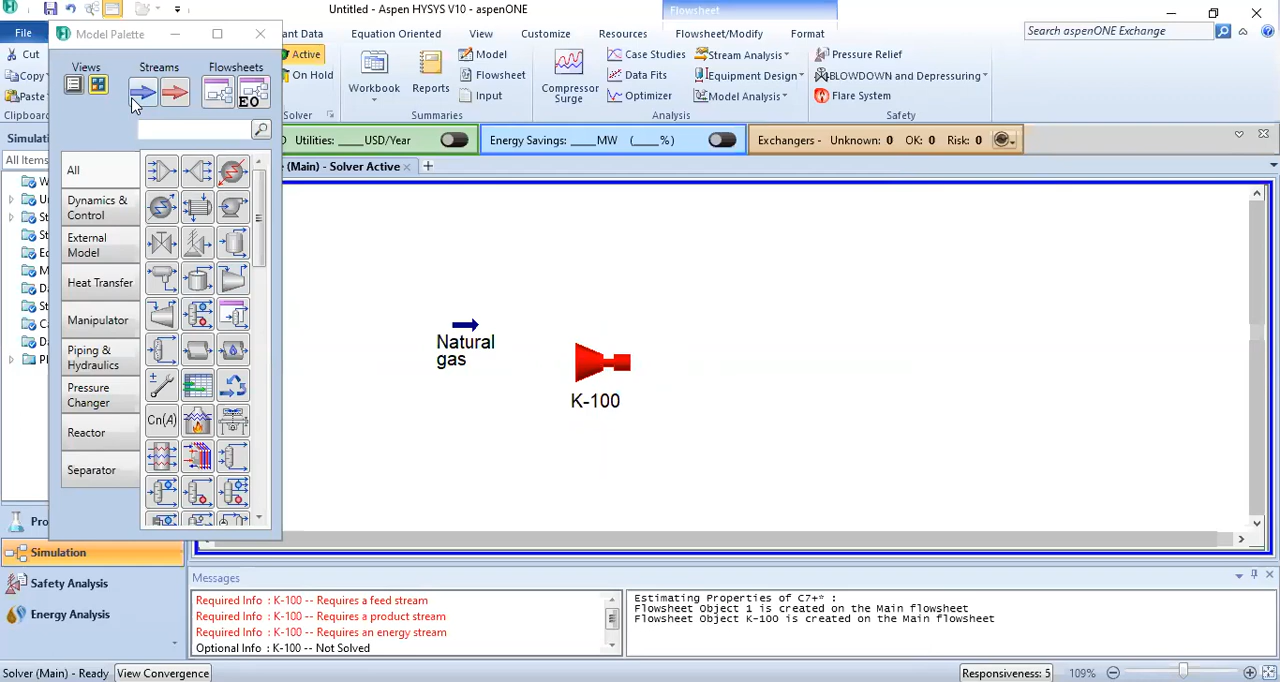 Untitled - Aspen HYSYS V10 - aspenONE
Flowsheet
File
Model Palette
ant Data
Equation Oriented
View
Customize
Resources
Flowsheet/Modify
Format
Search aspenONE Exchange
Cut
Copy
Paste
Clipboard
Views
Streams
Flowsheets
EO
Active
On Hold
Solver
Workbook
Reports
Model
Flowsheet
Input
Summaries
Compressor
Surge
Case Studies
Data Fits
Optimizer
Stream Analysis
Equipment Design
Model Analysis
Analysis
Pressure Relief
BLOWDOWN and Depressuring
Flare System
Safety
Utilities: ____USD/Year
Energy Savings: ____MW (____%)
Exchangers - Unknown: 0 OK: 0 Risk: 0
(Main) - Solver Active
All Items
All
Dynamics &
Control
External
Model
Heat Transfer
Manipulator
Piping &
Hydraulics
Pressure
Changer
Reactor
Separator
Cn(A)
Natural
gas
K-100
Simulation
Safety Analysis
Energy Analysis
Messages
Required Info : K-100 -- Requires a feed stream
Required Info : K-100 -- Requires a product stream
Required Info : K-100 -- Requires an energy stream
Optional Info : K-100 -- Not Solved
Estimating Properties of C7+* :
Flowsheet Object 1 is created on the Main flowsheet
Flowsheet Object K-100 is created on the Main flowsheet
Solver (Main) - Ready
View Convergence
Responsiveness: 5
109%